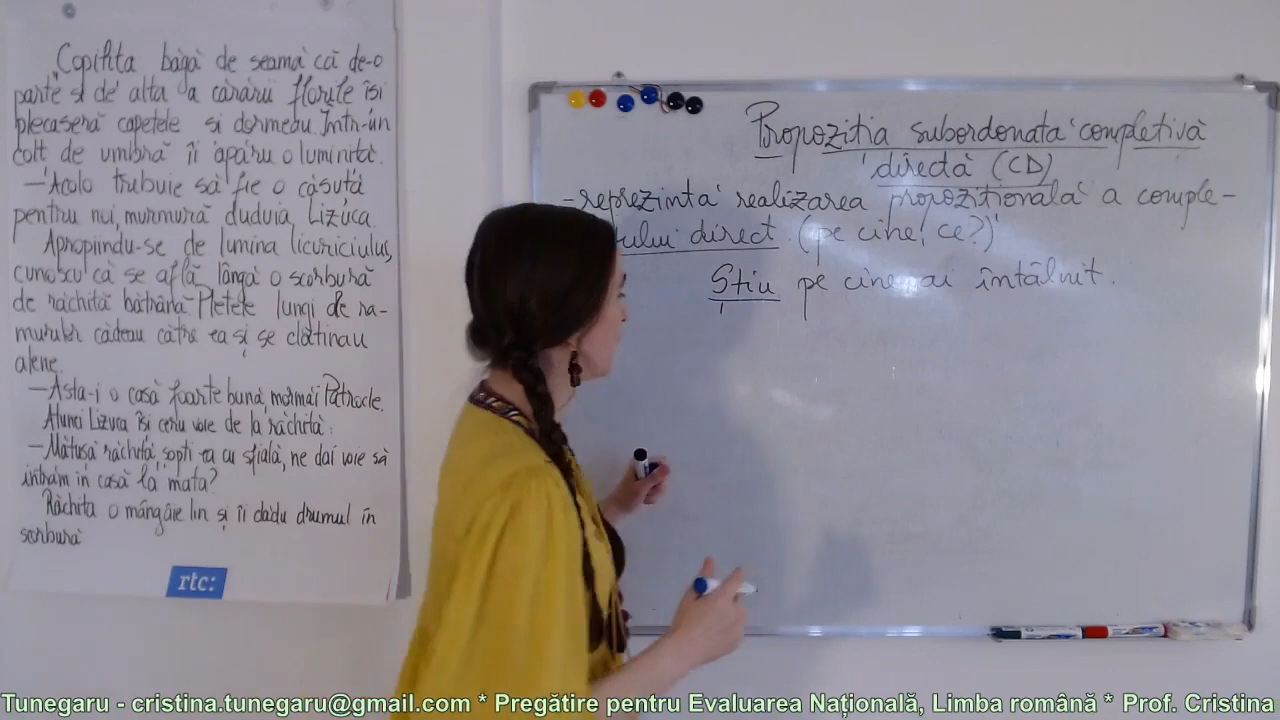 Copilița băgă de seamă că de-o
parte și de alta a cărării florile își
plecaseră capetele și dormeau. Într-un
colț de umbră îi apăru o luminiță.
— Acolo trebuie să fie o căsuță
pentru noi, murmură duduia Lizuca.
Apropiindu-se de lumina licuriciului,
cunoscu că se află lângă o scorbură
de răchită bătrână. Pletele lungi de ra-
murilor cădeau către ea și se clătinau
alene.
— Asta-i o casă foarte bună, mormăi Patrocle.
Atunci Lizuca își ceru voie de la răchită:
— Mătușă răchită, șopti ea cu sfială, ne dai voie să
intrăm în casă la mata?
Răchita o mângâie lin și îi dădu drumul în
scorbură
rtc:
Propoziția subordonată completivă
directă (CD)
- reprezintă realizarea propozițională a comple-
tului direct (pe cine? ce?)
Știu pe cine ai întâlnit.
Tunegaru - cristina.tunegaru@gmail.com * Pregătire pentru Evaluarea Națională, Limba română * Prof. Cristina